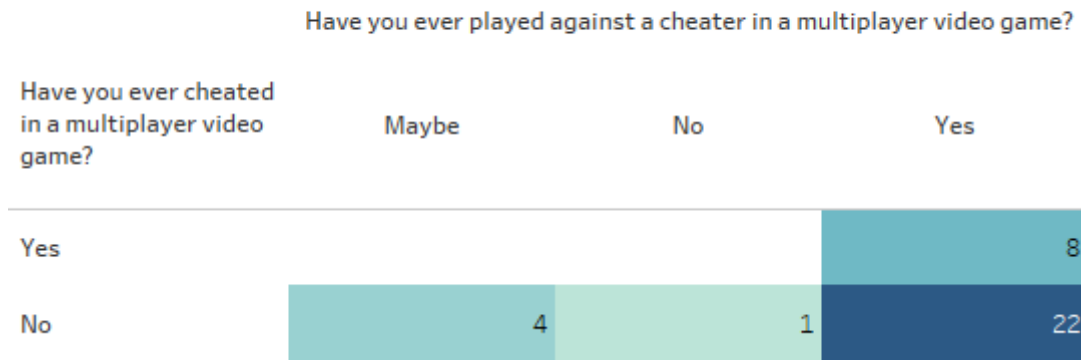 Have you ever played against a cheater in a multiplayer video game?
Have you ever cheated
in a multiplayer video
game?
Maybe No Yes
Yes 8
No 4 1 22